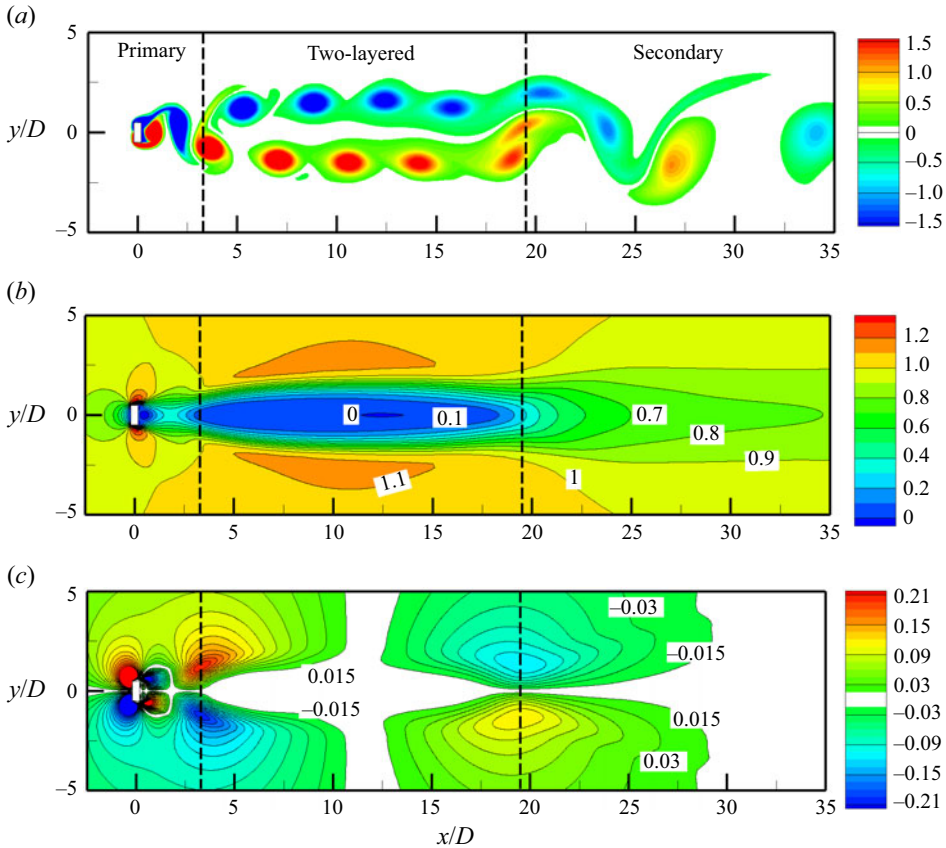 (a)
Primary Two-layered Secondary
5
y/D 0
–5
0 5 10 15 20 25 30 35
1.5
1.0
0.5
0
–0.5
–1.0
–1.5
(b)
5
y/D 0
–5
0 0.1 0.7 0.8 0.9
1.1 1
0 5 10 15 20 25 30 35
1.2
1.0
0.8
0.6
0.4
0.2
0
(c)
5
y/D 0
–5
–0.03
0.015 –0.015
–0.015 0.015
0.03
0 5 10 15 20 25 30 35
x/D
0.21
0.15
0.09
0.03
–0.03
–0.09
–0.15
–0.21